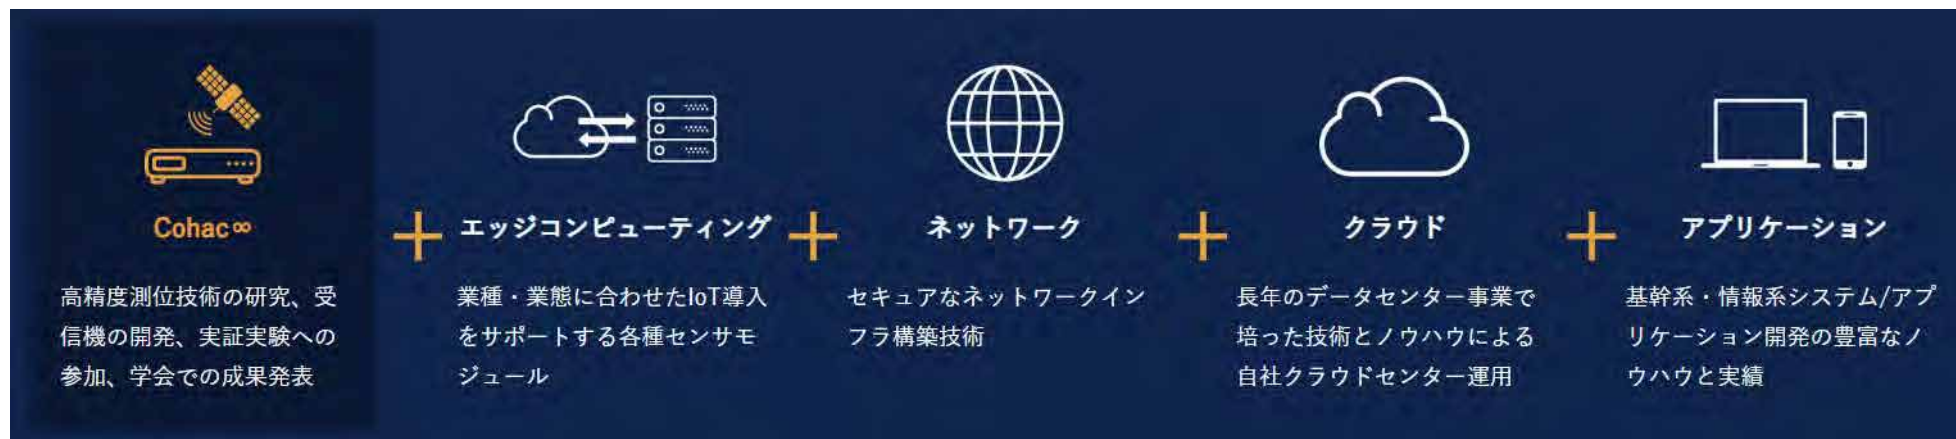 Cohac∞
高精度測位技術の研究、受
信機の開発、実証実験への
参加、学会での成果発表
+
エッジコンピューティング
業種・業態に合わせたIoT導入
をサポートする各種センサモ
ジュール
+
ネットワーク
セキュアなネットワークイン
フラ構築技術
+
クラウド
長年のデータセンター事業で
培った技術とノウハウによる
自社クラウドセンター運用
+
アプリケーション
基幹系・情報系システム/アプ
リケーション開発の豊富なノ
ウハウと実績